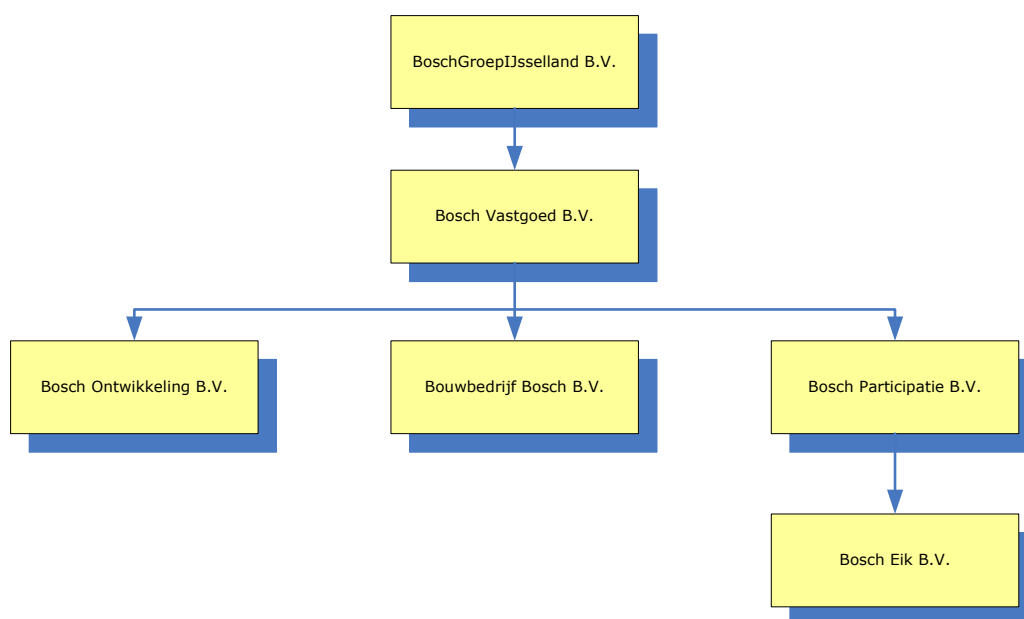 BoschGroepIJsselland B.V.
Bosch Vastgoed B.V.
Bosch Ontwikkeling B.V.
Bouwbedrijf Bosch B.V.
Bosch Participatie B.V.
Bosch Eik B.V.